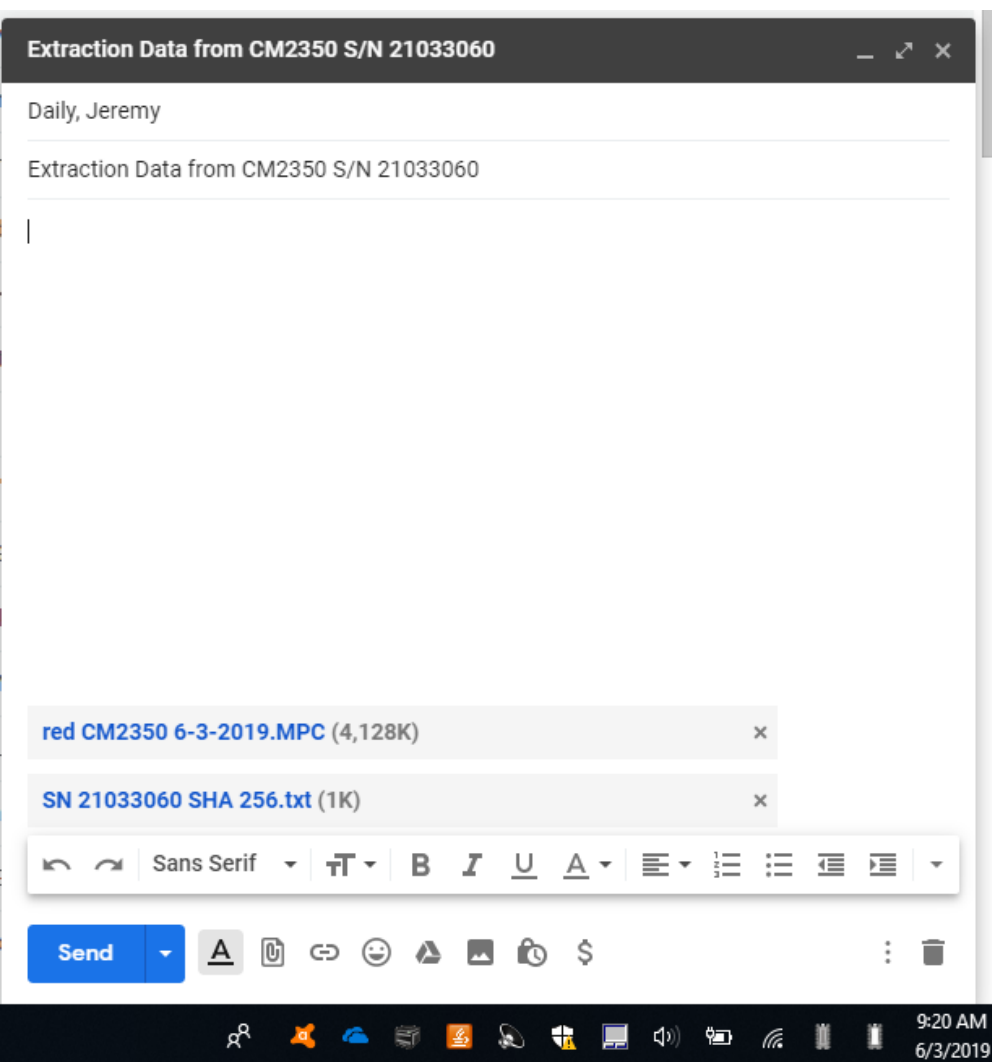 Extraction Data from CM2350 S/N 21033060
Daily, Jeremy
Extraction Data from CM2350 S/N 21033060
red CM2350 6-3-2019.MPC (4,128K)
SN 21033060 SHA 256.txt (1K)
Sans Serif
B I U A
Send A
9:20 AM
6/3/2019